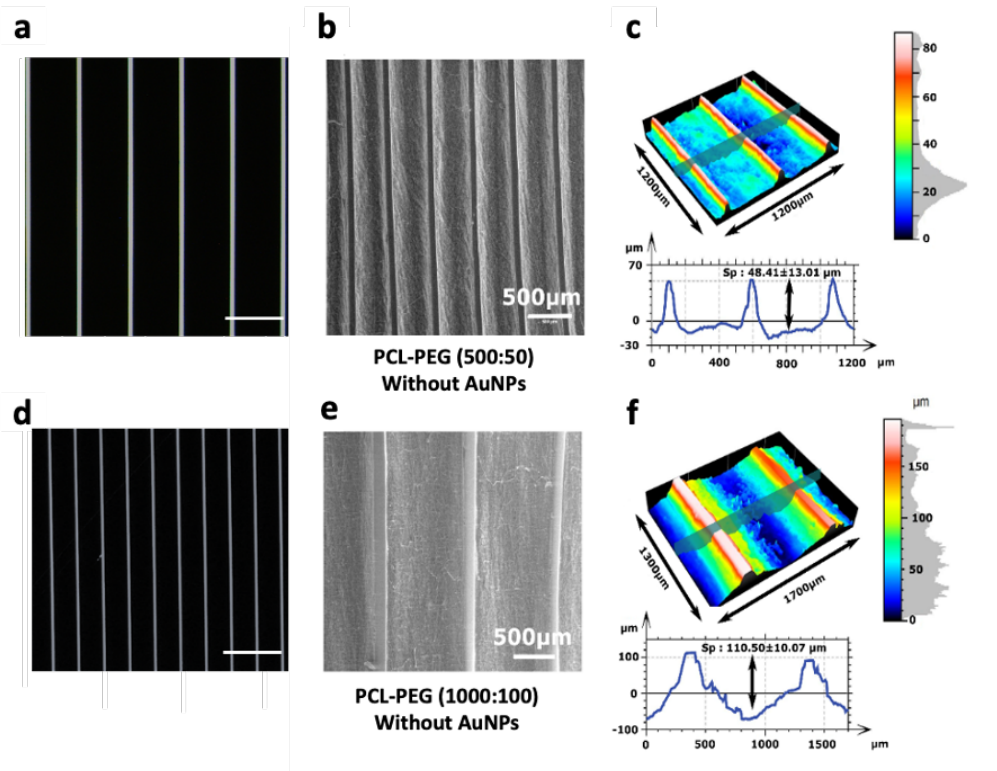 a
b
500μm
PCL-PEG (500:50)
Without AuNPs
c
80
60
40
20
0
1200μm
1200μm
μm
70
0
-30
Sp : 48.41±13.01 μm
0
400
800
1200
μm
d
e
500μm
PCL-PEG (1000:100)
Without AuNPs
f
μm
150
100
50
0
1300μm
1700μm
μm
100
0
-100
Sp : 110.50±10.07 μm
0
500
1000
1500
μm